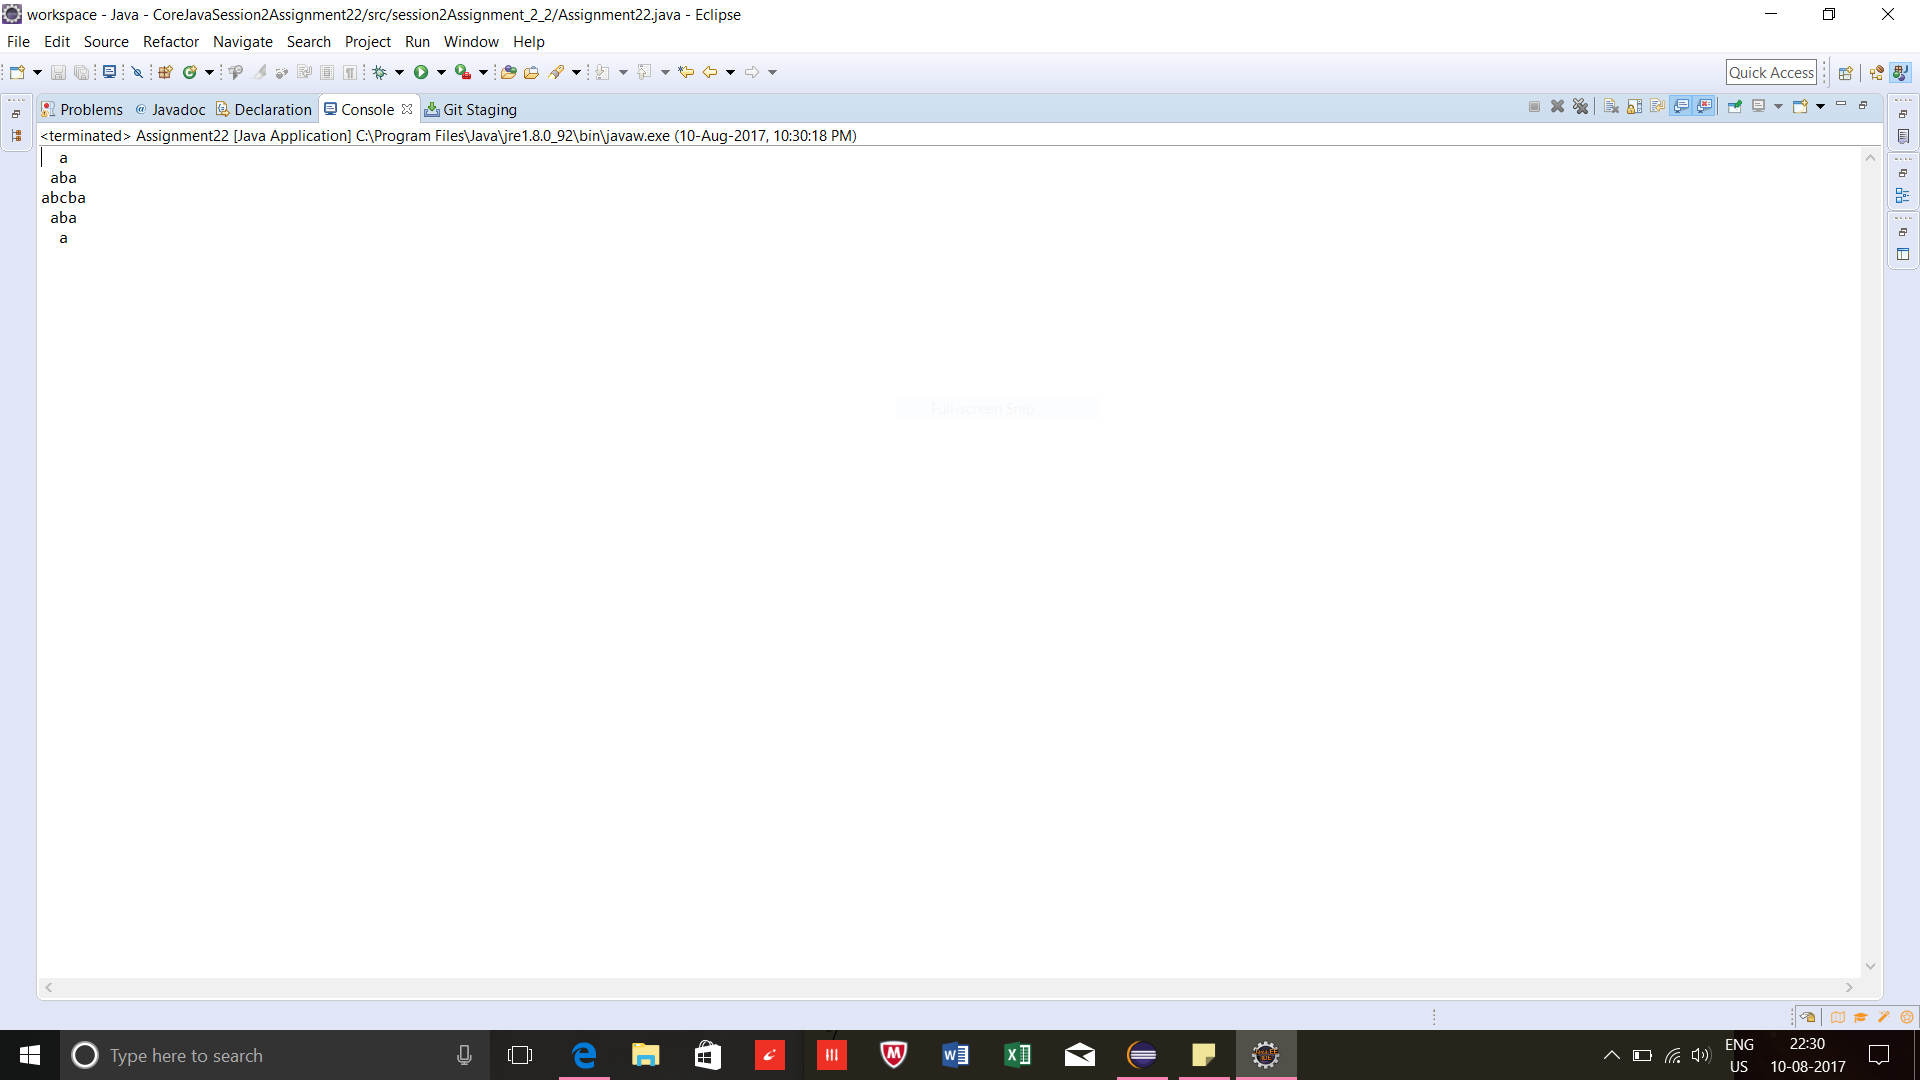 workspace - Java - CoreJavaSession2Assignment22/src/session2Assignment_2_2/Assignment22.java - Eclipse
File Edit Source Refactor Navigate Search Project Run Window Help
Quick Access
Problems @ Javadoc Declaration Console Git Staging
<terminated> Assignment22 [Java Application] C:\Program Files\Java\jre1.8.0_92\bin\javaw.exe (10-Aug-2017, 10:30:18 PM)
  a
 aba
abcba
 aba
  a
Full-screen Snip
Type here to search
ENG
US
22:30
10-08-2017